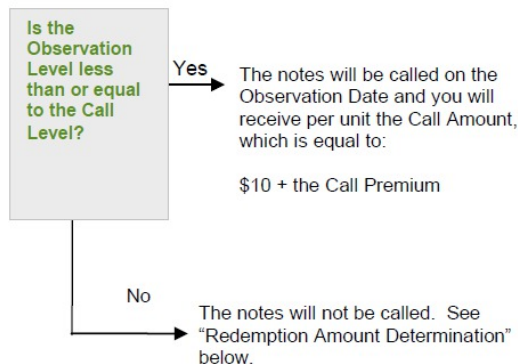 Is the
Observation
Level less
than or equal
to the Call
Level?
Yes
The notes will be called on the
Observation Date and you will
receive per unit the Call Amount,
which is equal to:
$10 + the Call Premium
No
The notes will not be called.  See
“Redemption Amount Determination”
below.